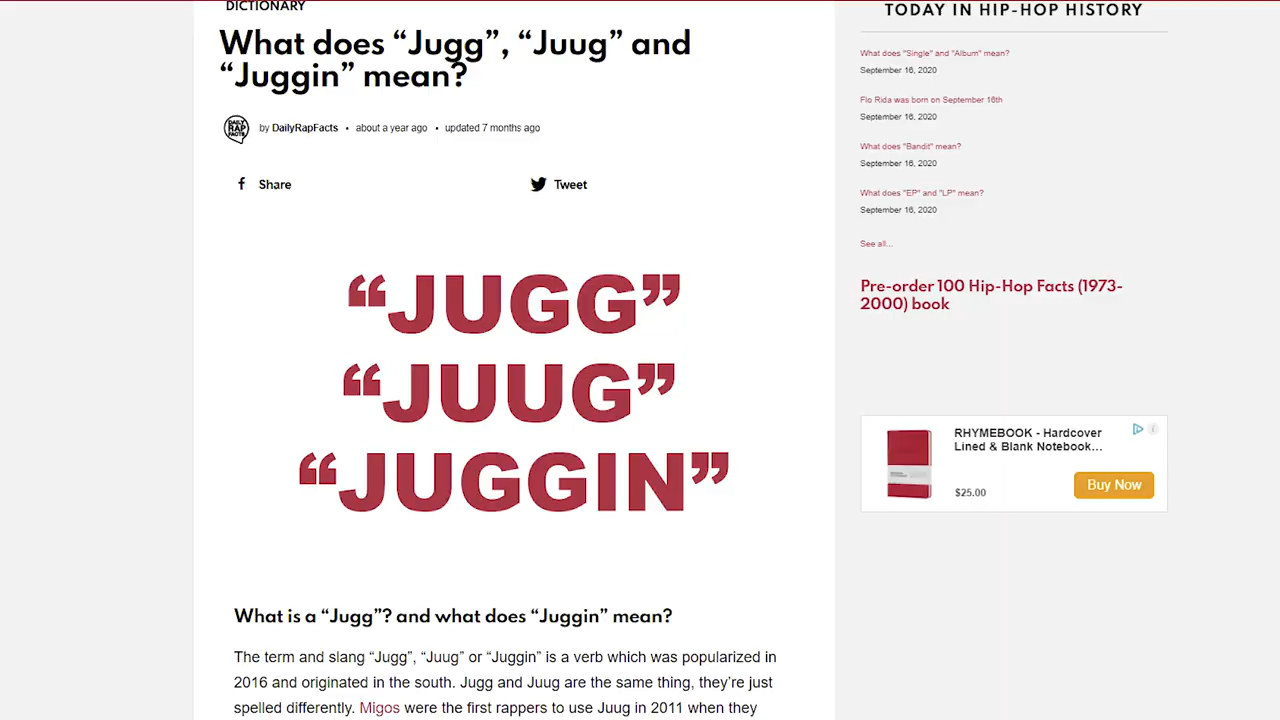 DICTIONARY
What does “Jugg”, “Juug” and
“Juggin” mean?
DAILY RAP FACTS
by DailyRapFacts • about a year ago • updated 7 months ago
Share
Tweet
“JUGG”
“JUUG”
“JUGGIN”
What is a “Jugg”? and what does “Juggin” mean?
The term and slang “Jugg”, “Juug” or “Juggin” is a verb which was popularized in
2016 and originated in the south. Jugg and Juug are the same thing, they’re just
spelled differently. Migos were the first rappers to use Juug in 2011 when they
TODAY IN HIP-HOP HISTORY
What does "Single" and "Album" mean?
September 16, 2020
Flo Rida was born on September 16th
September 16, 2020
What does "Bandit" mean?
September 16, 2020
What does "EP" and "LP" mean?
September 16, 2020
See all...
Pre-order 100 Hip-Hop Facts (1973-
2000) book
RHYMEBOOK - Hardcover
Lined & Blank Notebook...
$25.00
Buy Now